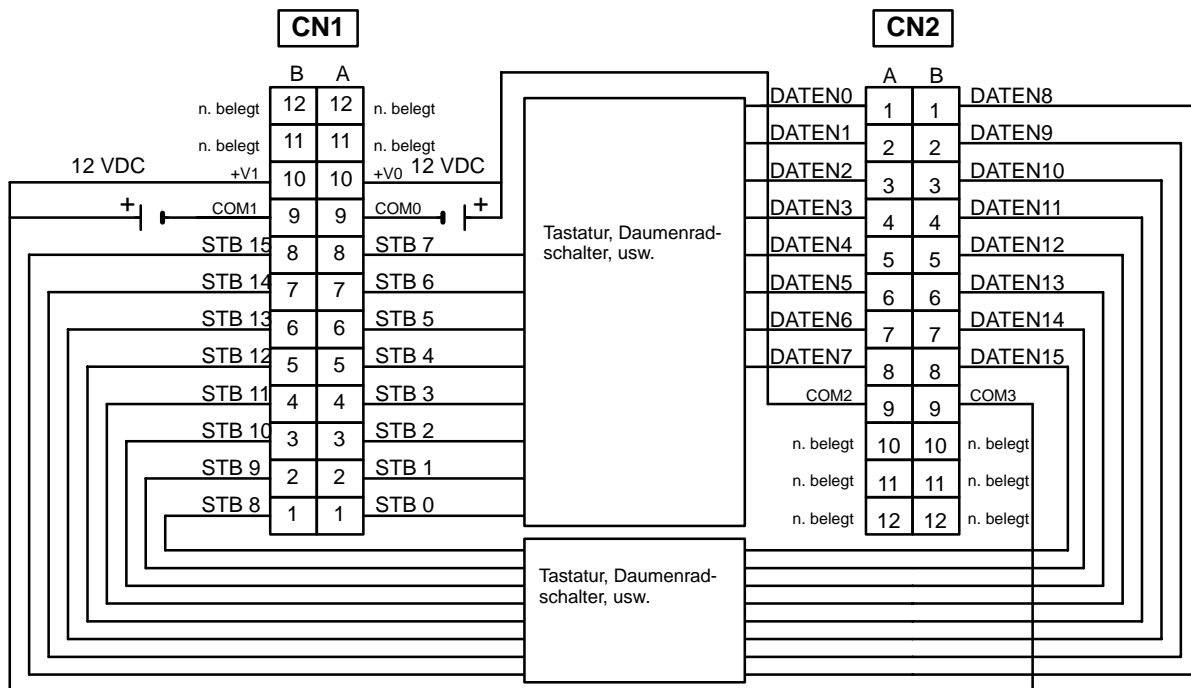 CN1
CN2
B A
A B
n. belegt 12 12 n. belegt
n. belegt 11 11 n. belegt
12 VDC +V1 10 10 +V0 12 VDC
+ COM1 9 9 COM0 +
STB 15 8 8 STB 7
STB 14 7 7 STB 6
STB 13 6 6 STB 5
STB 12 5 5 STB 4
STB 11 4 4 STB 3
STB 10 3 3 STB 2
STB 9 2 2 STB 1
STB 8 1 1 STB 0
Tastatur, Daumenrad-
schalter, usw.
DATEN0 1 1 DATEN8
DATEN1 2 2 DATEN9
DATEN2 3 3 DATEN10
DATEN3 4 4 DATEN11
DATEN4 5 5 DATEN12
DATEN5 6 6 DATEN13
DATEN6 7 7 DATEN14
DATEN7 8 8 DATEN15
COM2 9 9 COM3
n. belegt 10 10 n. belegt
n. belegt 11 11 n. belegt
n. belegt 12 12 n. belegt
Tastatur, Daumenrad-
schalter, usw.